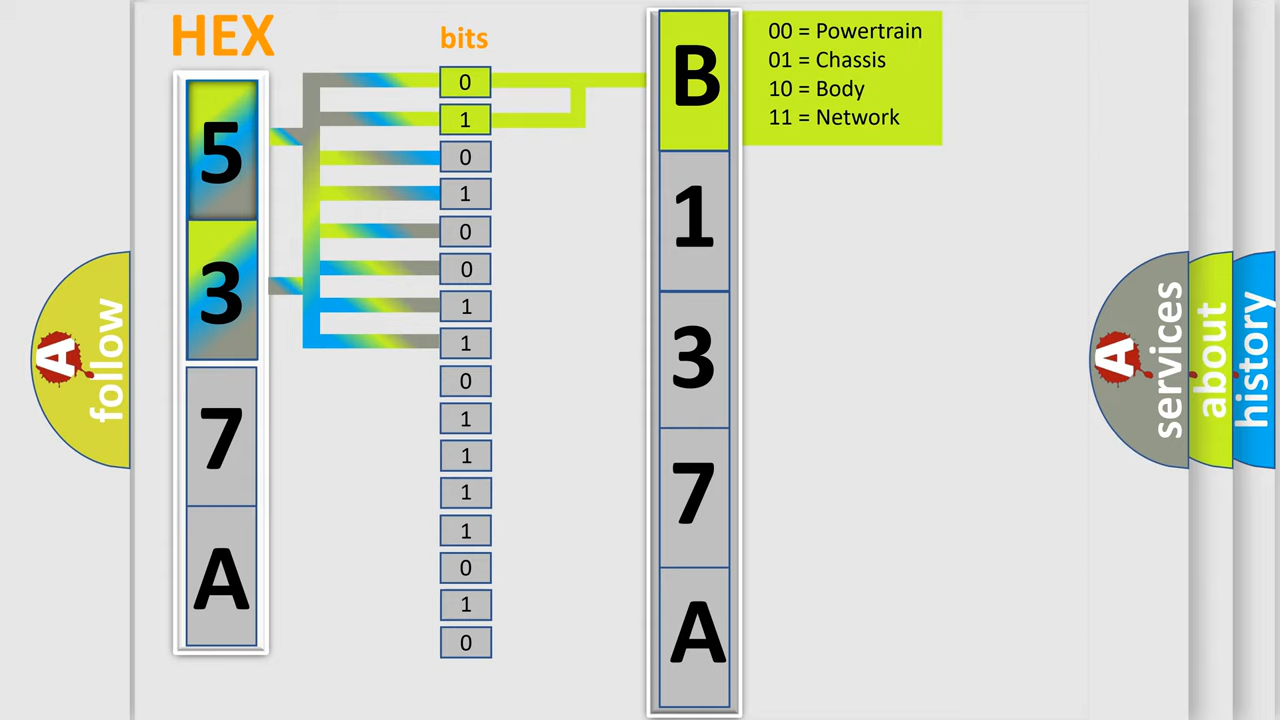 HEX
bits
5
3
7
A
0
1
0
1
0
0
1
1
0
1
1
1
1
0
1
0
B
1
3
7
A
00 = Powertrain
01 = Chassis
10 = Body
11 = Network
A
follow
A
services
about
history